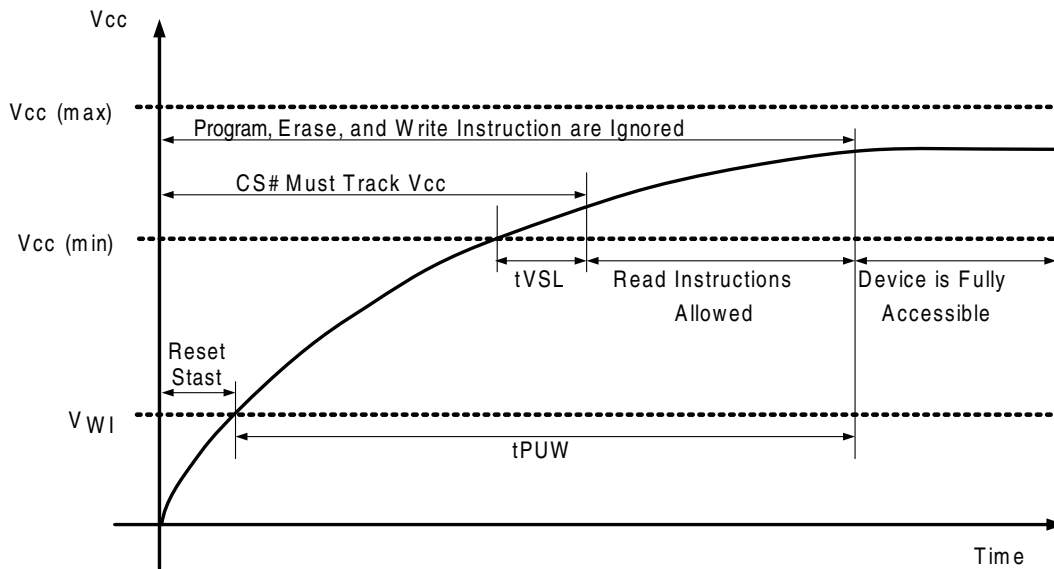 Vcc
Vcc (max)
Program, Erase, and Write Instruction are Ignored
CS# Must Track Vcc
Vcc (min)
tVSL
Read Instructions
Allowed
Device is Fully
Accessible
Reset
Stast
VWI
tPUW
Time